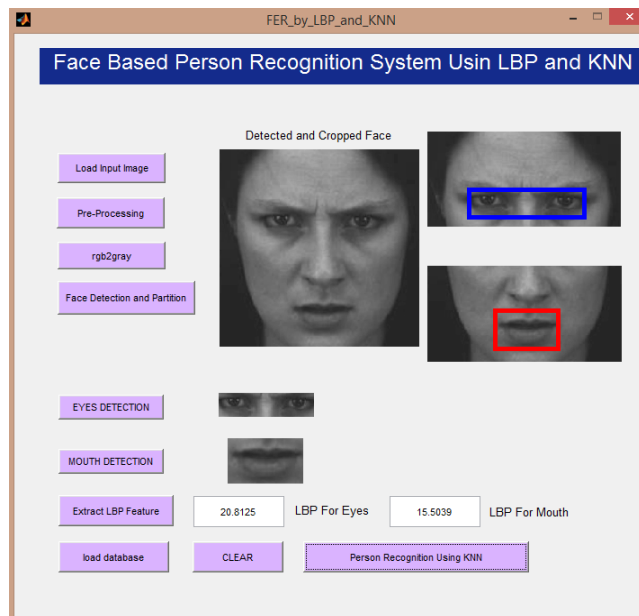 FER_by_LBP_and_KNN
Face Based Person Recognition System Usin LBP and KNN
Detected and Cropped Face
Load Input Image
Pre-Processing
rgb2gray
Face Detection and Partition
EYES DETECTION
MOUTH DETECTION
Extract LBP Feature
20.8125
LBP For Eyes
15.5039
LBP For Mouth
load database
CLEAR
Person Recognition Using KNN